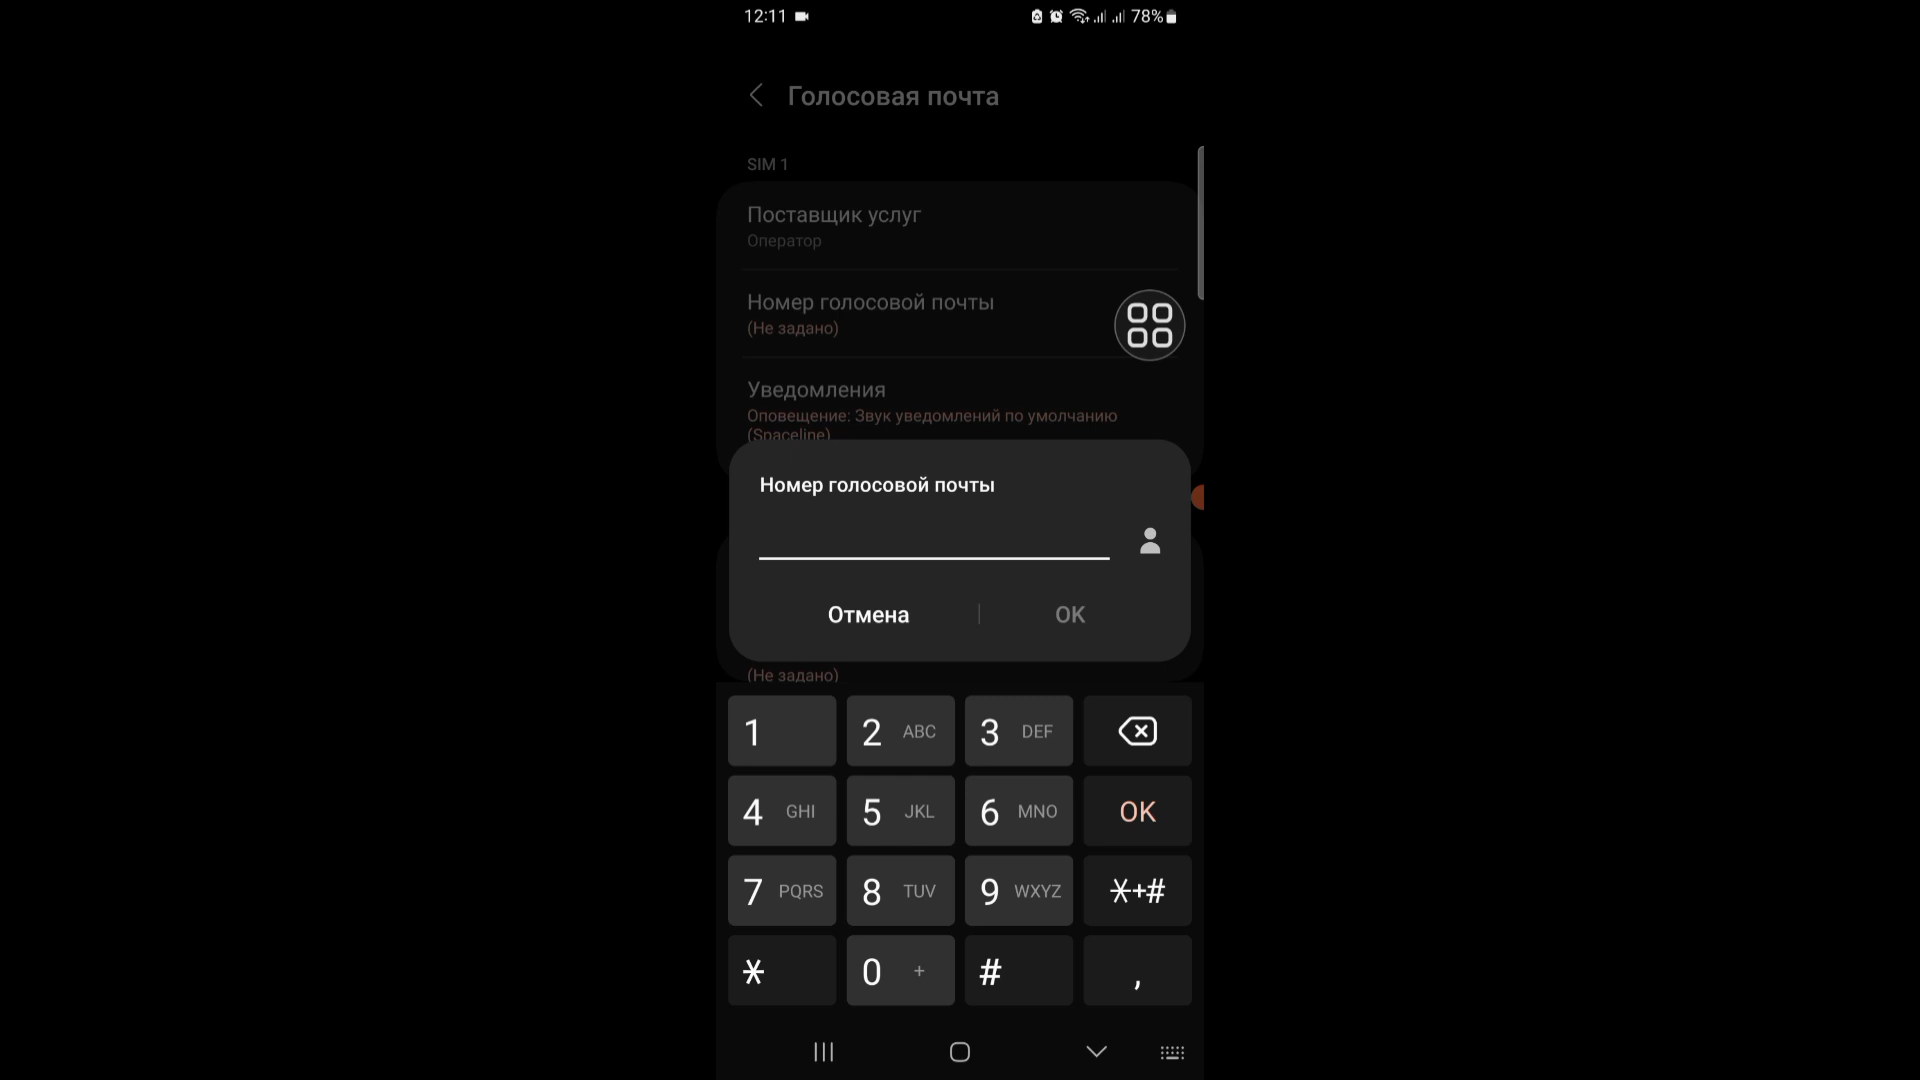 12:11
78%
Голосовая почта
SIM 1
Поставщик услуг
Оператор
Номер голосовой почты
(Не задано)
Уведомления
Оповещение: Звук уведомлений по умолчанию
(Spaceline)
Номер голосовой почты
Отмена
OK
(Не задано)
1
2 ABC
3 DEF
4 GHI
5 JKL
6 MNO
OK
7 PQRS
8 TUV
9 WXYZ
*+#
*
0 +
#
,